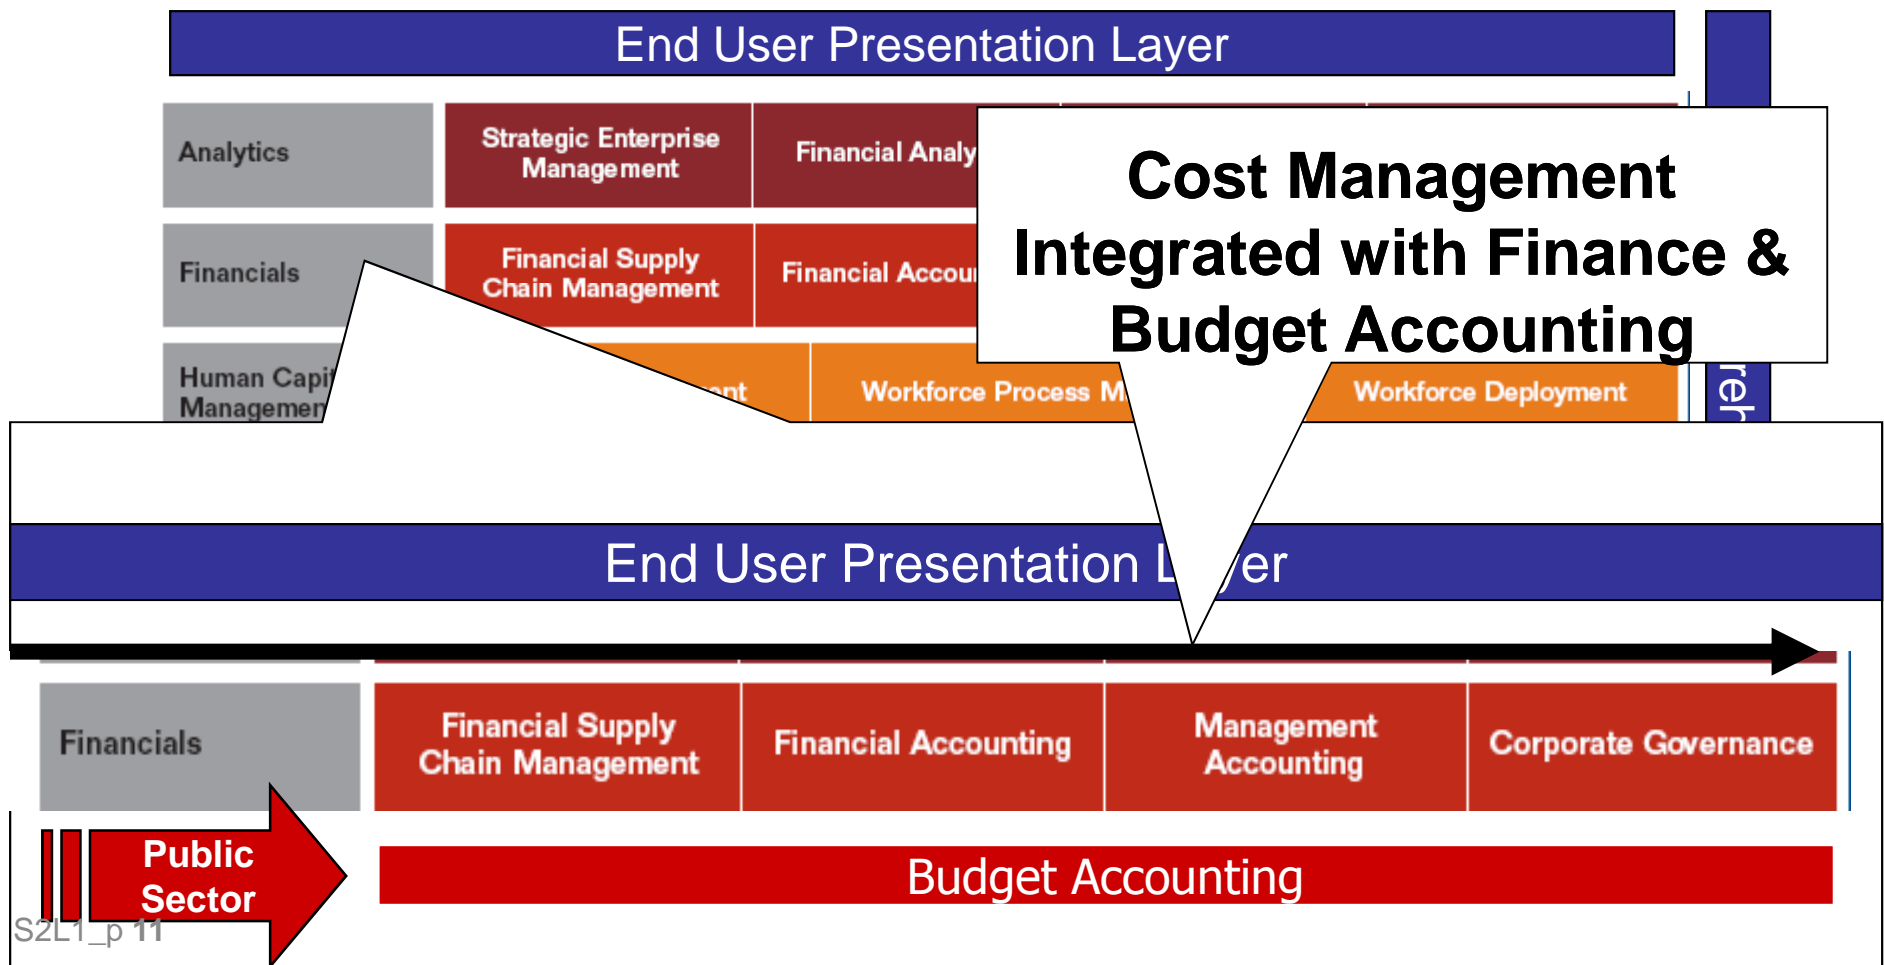 End User Presentation Layer
Analytics
Strategic Enterprise
Management
Financial Analy
Cost Management
Integrated with Finance &
Budget Accounting
Financials
Financial Supply
Chain Management
Financial Accou
Human Capi
Managemen
Workforce Process M
Workforce Deployment
reh
End User Presentation L yer
Financials
Financial Supply
Chain Management
Financial Accounting
Management
Accounting
Corporate Governance
Public
Sector
Budget Accounting
S2L1_p 11